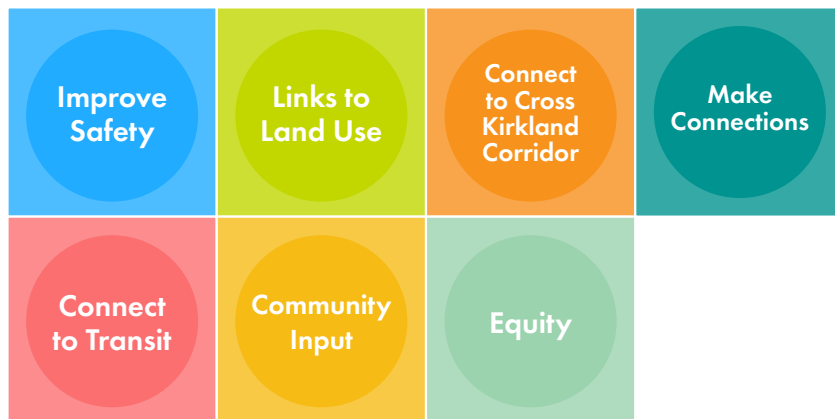 Improve
Safety
Links to
Land Use
Connect
to Cross
Kirkland
Corridor
Make
Connections
Connect
to Transit
Community
Input
Equity